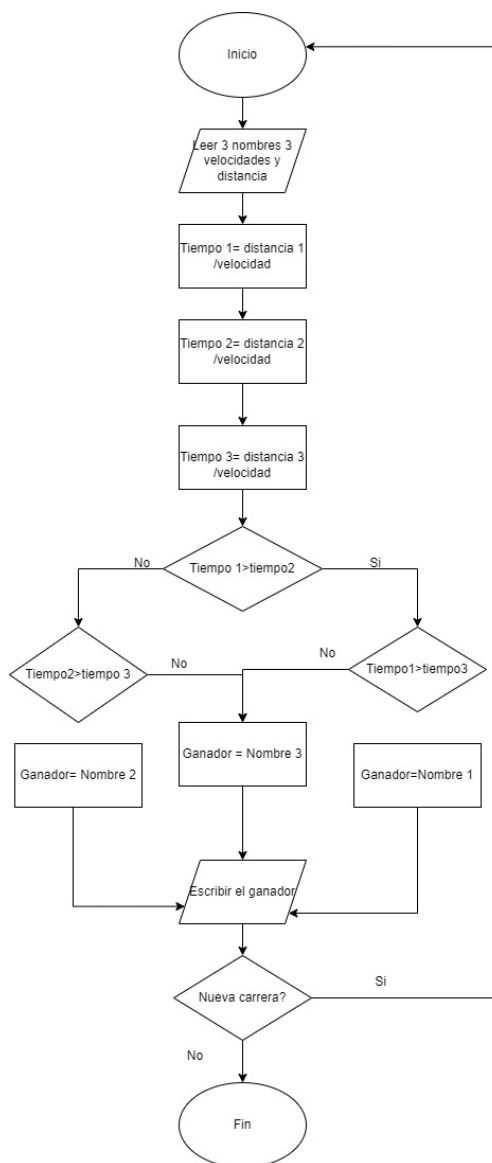 Inicio
Leer 3 nombres 3
velocidades y
distancia
Tiempo 1= distancia 1
/velocidad
Tiempo 2= distancia 2
/velocidad
Tiempo 3= distancia 3
/velocidad
No
Tiempo 1>tiempo2
Si
Tiempo2>tiempo 3
No
No
Tiempo1>tiempo3
Ganador= Nombre 2
Ganador = Nombre 3
Ganador=Nombre 1
Escribir el ganador
Nueva carrera?
Si
No
Fin